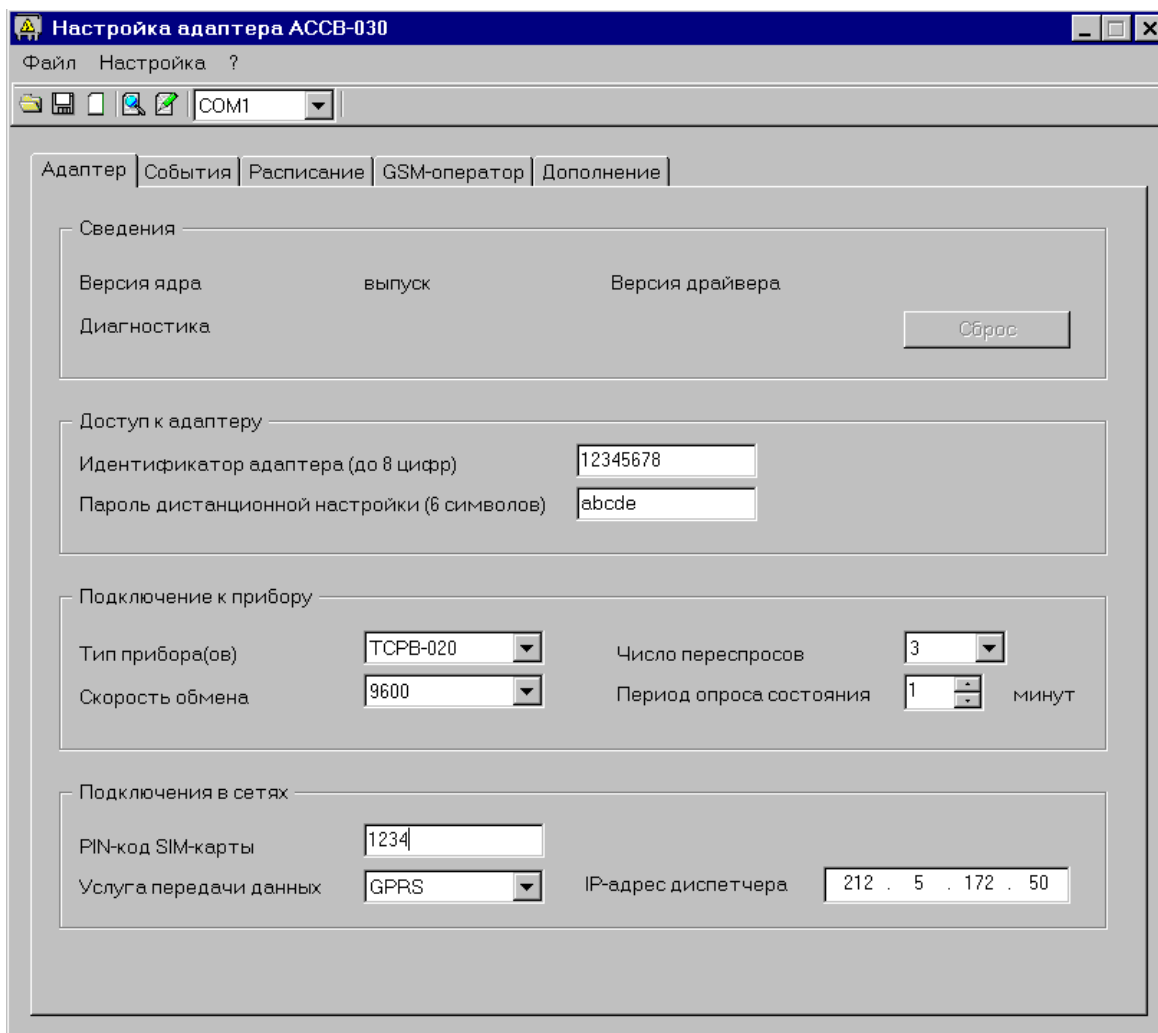 Настройка адаптера АССВ-030
Файл Настройка ?
COM1
Адаптер События Расписание GSM-оператор Дополнение
Сведения
Версия ядра выпуск Версия драйвера
Диагностика Сброс
Доступ к адаптеру
Идентификатор адаптера (до 8 цифр) 12345678
Пароль дистанционной настройки (6 символов) abcde
Подключение к прибору
Тип прибора(ов) ТСРВ-020 Число переспросов 3
Скорость обмена 9600 Период опроса состояния 1 минут
Подключения в сетях
PIN-код SIM-карты 1234
Услуга передачи данных GPRS IP-адрес диспетчера 212 . 5 . 172 . 50